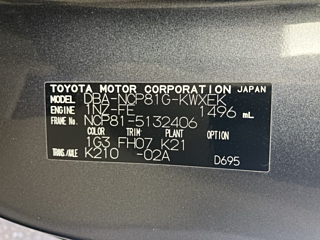 TOYOTA MOTOR CORPORATION JAPAN
MODEL DBA-NCP81G-KWXEK
ENGINE 1NZ-FE 1496 mL
FRAME No. NCP81-5132406
COLOR TRIM PLANT OPTION
1G3 FH07 K21
TRANS./AXLE K210 -02A D695